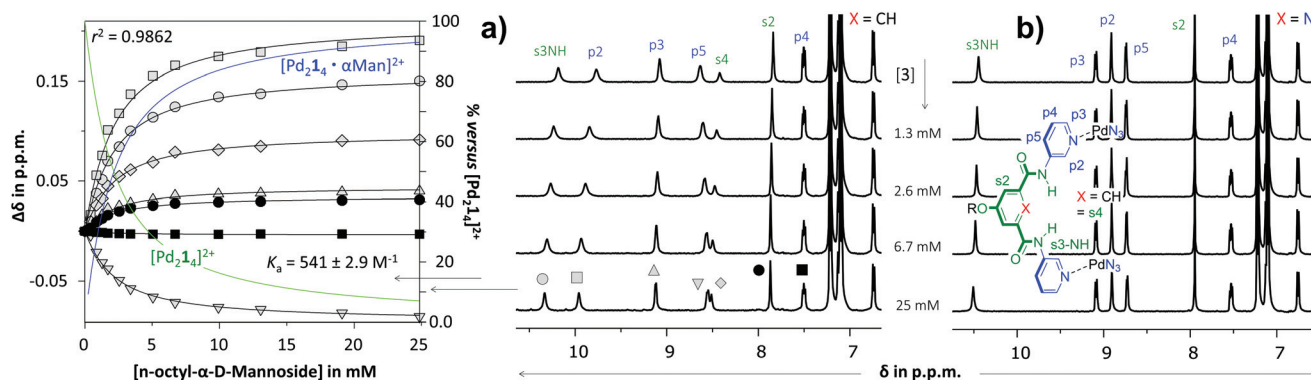 r² = 0.9862
0.15
0.05
-0.05
Δδ in p.p.m.
[Pd₂1₄ • αMan]²⁺
[Pd₂1₄]²⁺
Kₐ = 541 ± 2.9 M⁻¹
100
80
60
40
20
0.0
% versus [Pd₂1₄]²⁺
0
5
10
15
20
25
[n-octyl-α-D-Mannoside] in mM
a)
X = CH
s3NH
p2
p3
p5
s4
s2
p4
10
9
8
7
[3]
1.3 mM
2.6 mM
6.7 mM
25 mM
b)
X = N
s3NH
p3
p2
p5
s2
p4
p4
p3
p5
N
PdN₃
O
N
H
p2
s2
X = CH
= s4
RO
X
s3-NH
O
N
H
PdN₃
N
10
9
8
7
δ in p.p.m.